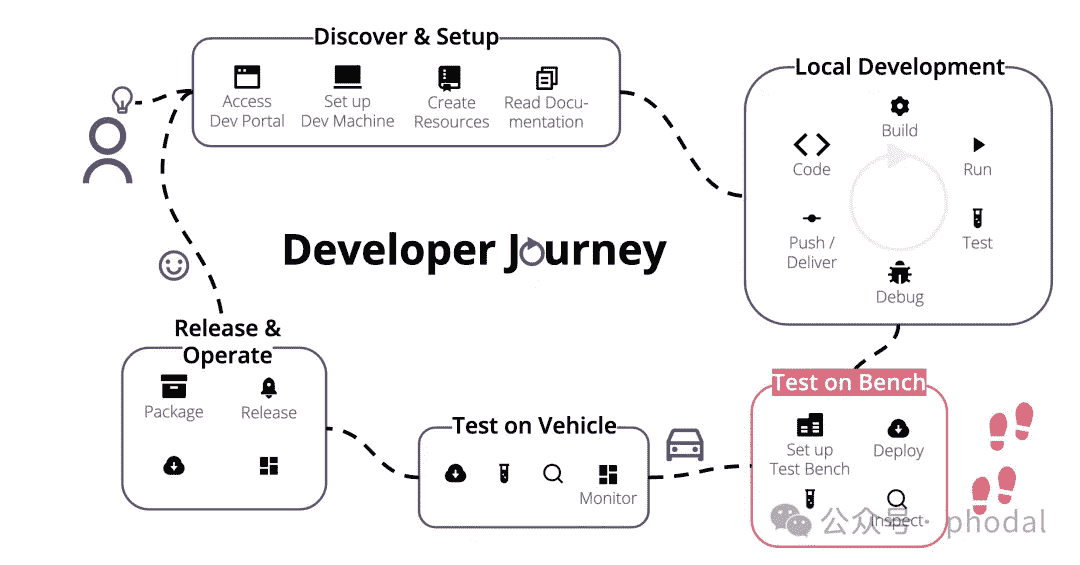 Discover & Setup
Access
Dev Portal
Set up
Dev Machine
Create
Resources
Read Docu-
mentation
Local Development
Build
Code
Run
Push /
Deliver
Test
Debug
Developer Journey
Release &
Operate
Package
Release
Test on Vehicle
Monitor
Test on Bench
Set up
Test Bench
Deploy
Inspect
公众号 · phodal